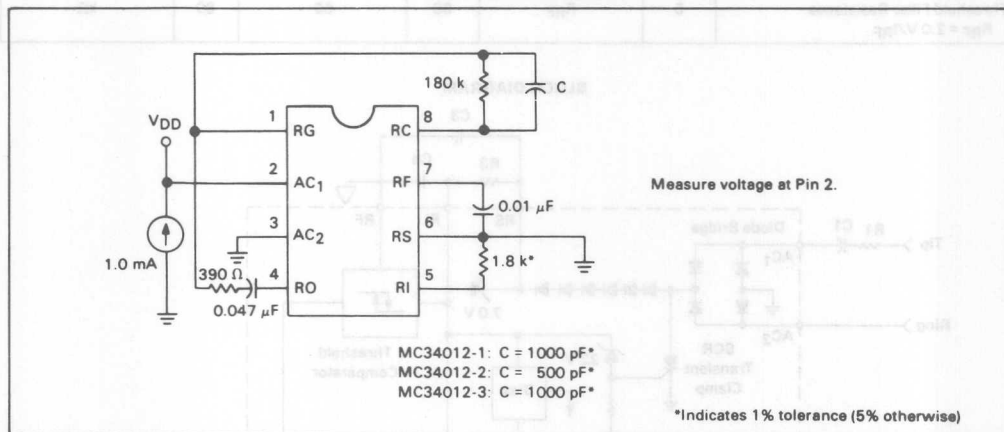 180 k
C
VDD
1
RG
RC
8
2
AC1
RF
7
Measure voltage at Pin 2.
0.01 μF
3
AC2
RS
6
1.0 mA
390 Ω
4
RO
RI
5
1.8 k*
0.047 μF
MC34012-1: C = 1000 pF*
MC34012-2: C = 500 pF*
MC34012-3: C = 1000 pF*
*Indicates 1% tolerance (5% otherwise)